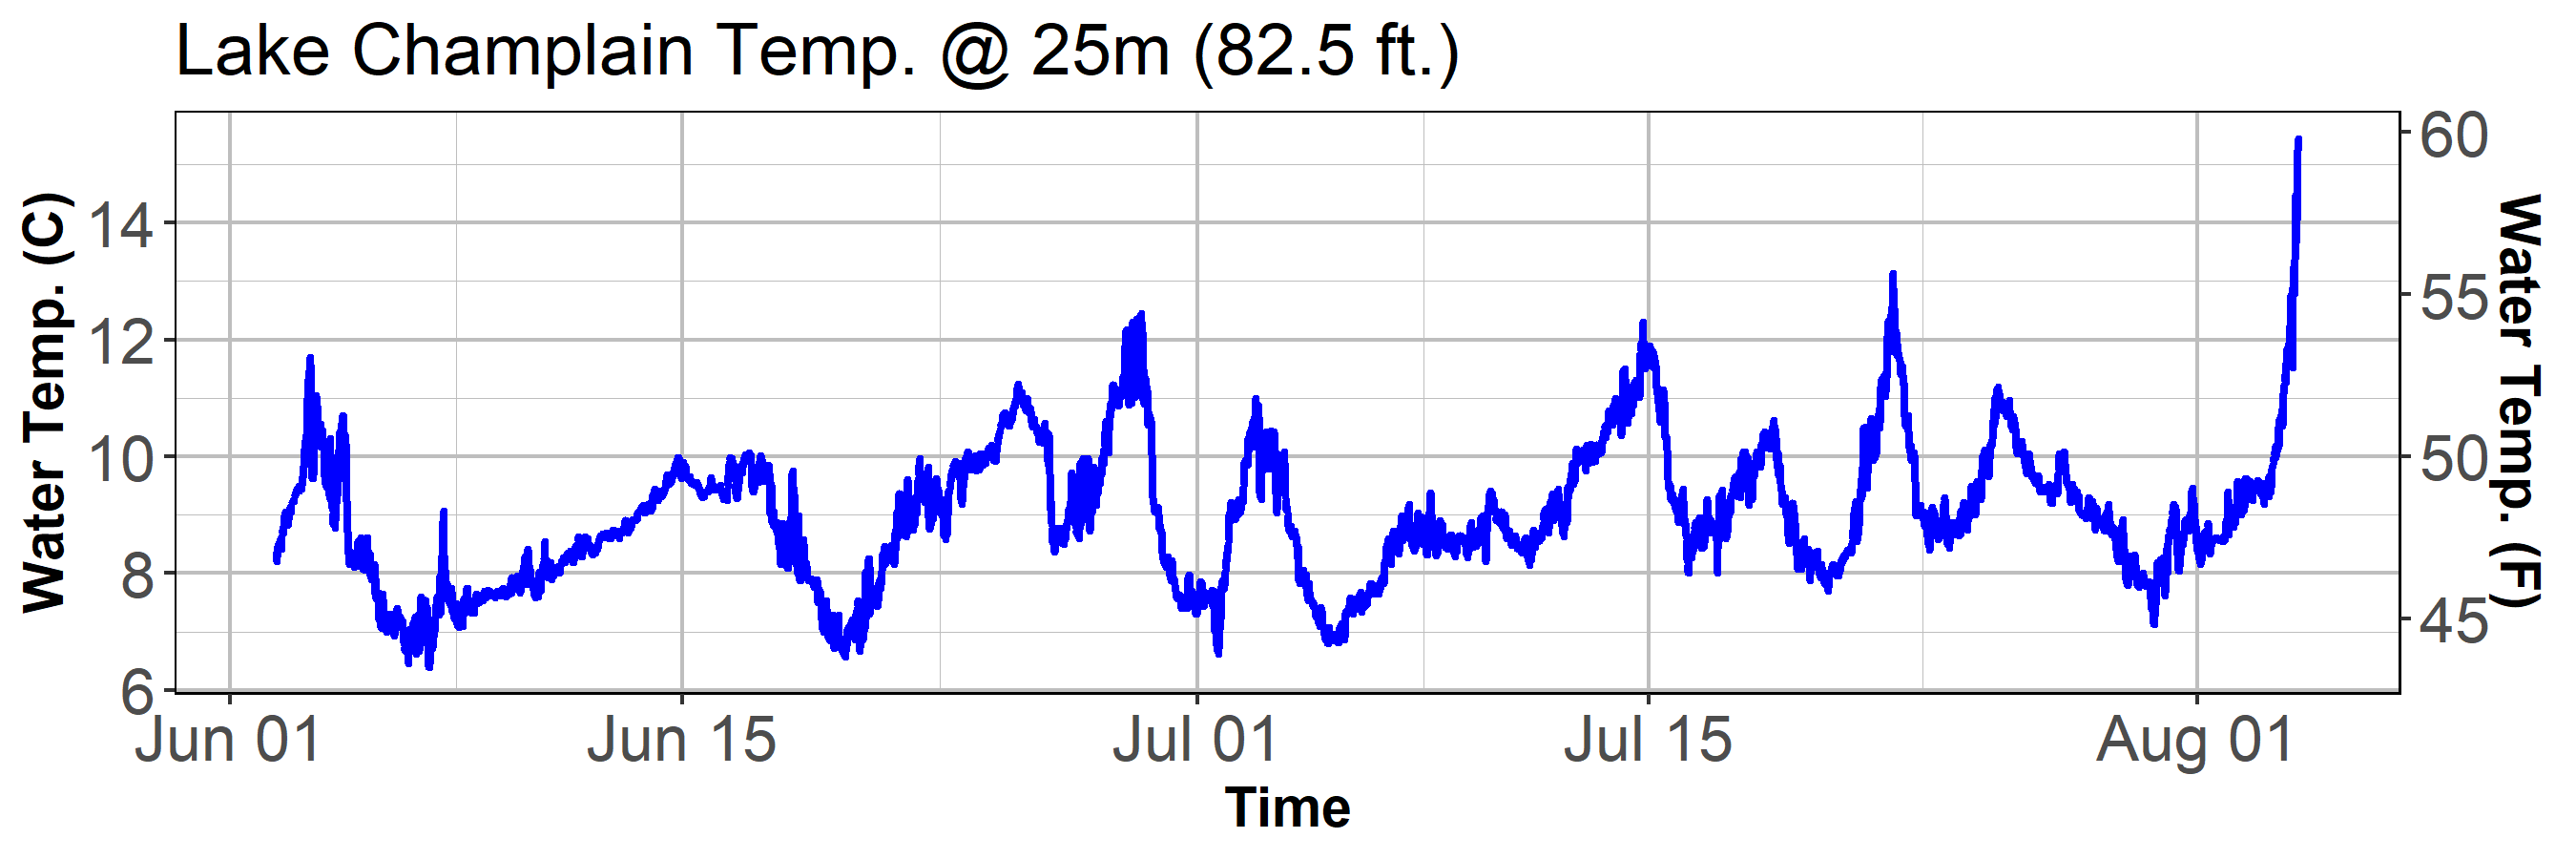 Lake Champlain Temp. @ 25m (82.5 ft.)
Water Temp. (C)
14
12
10
8
6
60
55
50
45
Water Temp. (F)
Jun 01 Jun 15 Jul 01 Jul 15 Aug 01
Time